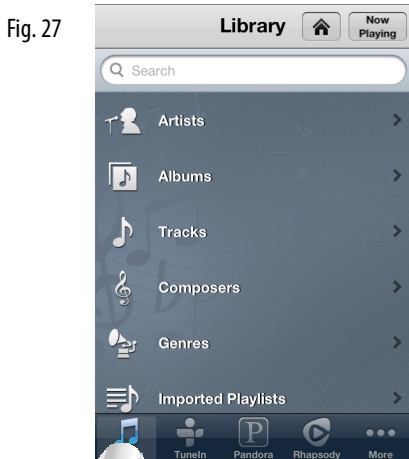 Fig. 27
Library
Now
Playing
Search
Artists
Albums
Tracks
Composers
Genres
Imported Playlists
TuneIn Pandora Rhapsody More